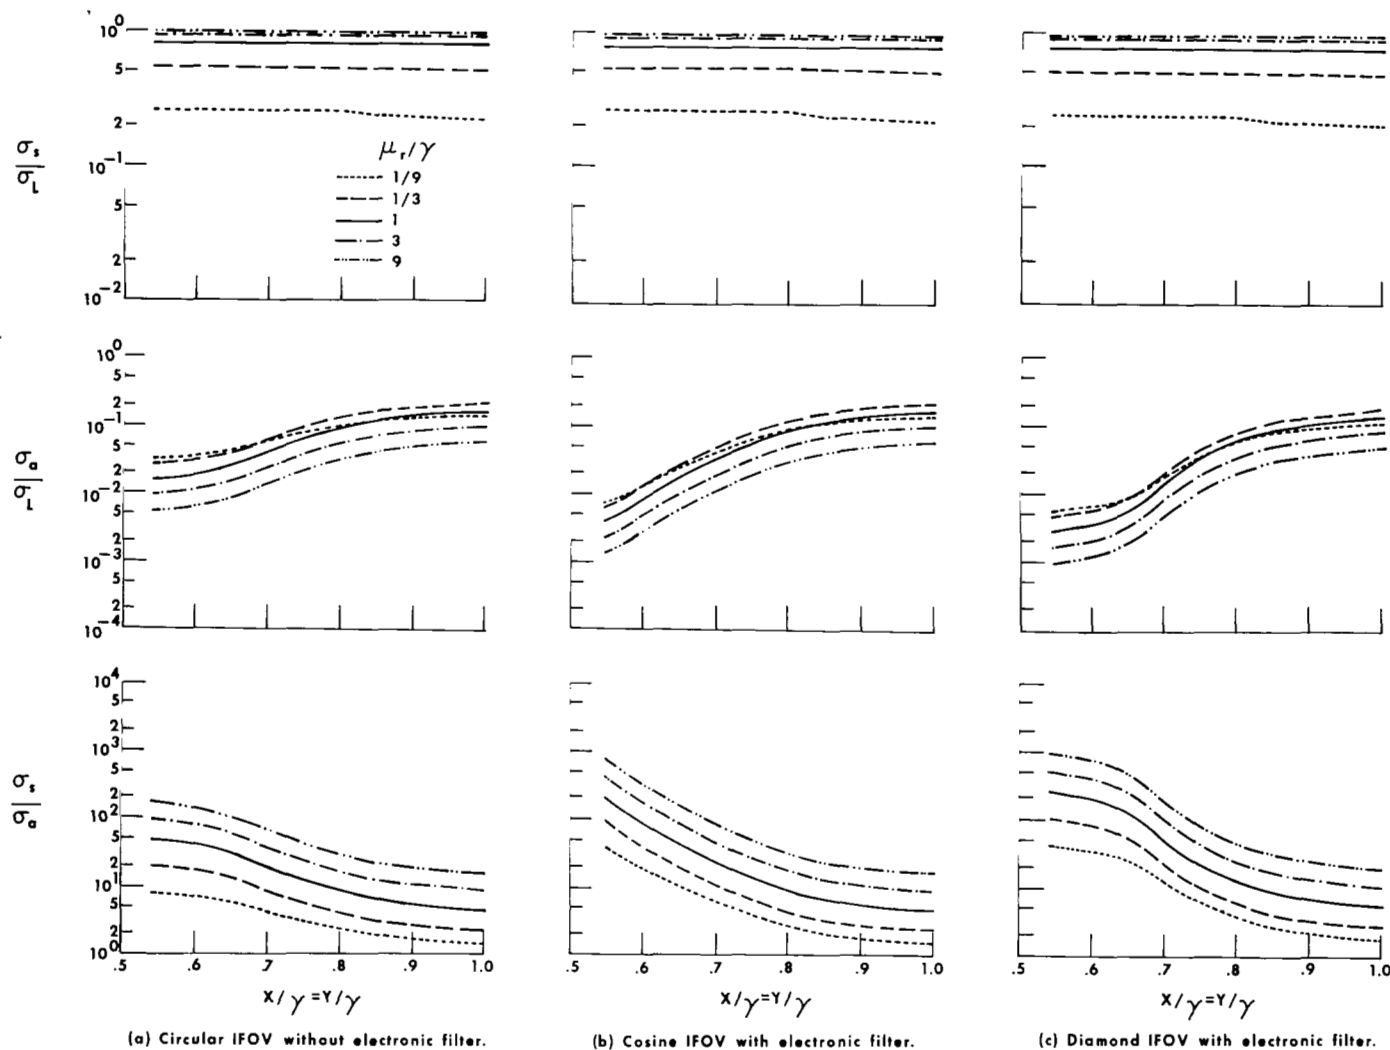 10⁰
5
2
10⁻¹
5
2
10⁻²
σₛ/σ_L
μᵣ/γ
1/9
1/3
1
3
9
10⁰
5
2
10⁻¹
5
2
10⁻²
5
2
10⁻³
5
2
10⁻⁴
σₐ/σ_L
10⁴
5
2
10³
5
2
10²
5
2
10¹
5
2
10⁰
σₛ/σₐ
.5 .6 .7 .8 .9 1.0
X/γ=Y/γ
(a) Circular IFOV without electronic filter.
.5 .6 .7 .8 .9 1.0
X/γ=Y/γ
(b) Cosine IFOV with electronic filter.
.5 .6 .7 .8 .9 1.0
X/γ=Y/γ
(c) Diamond IFOV with electronic filter.